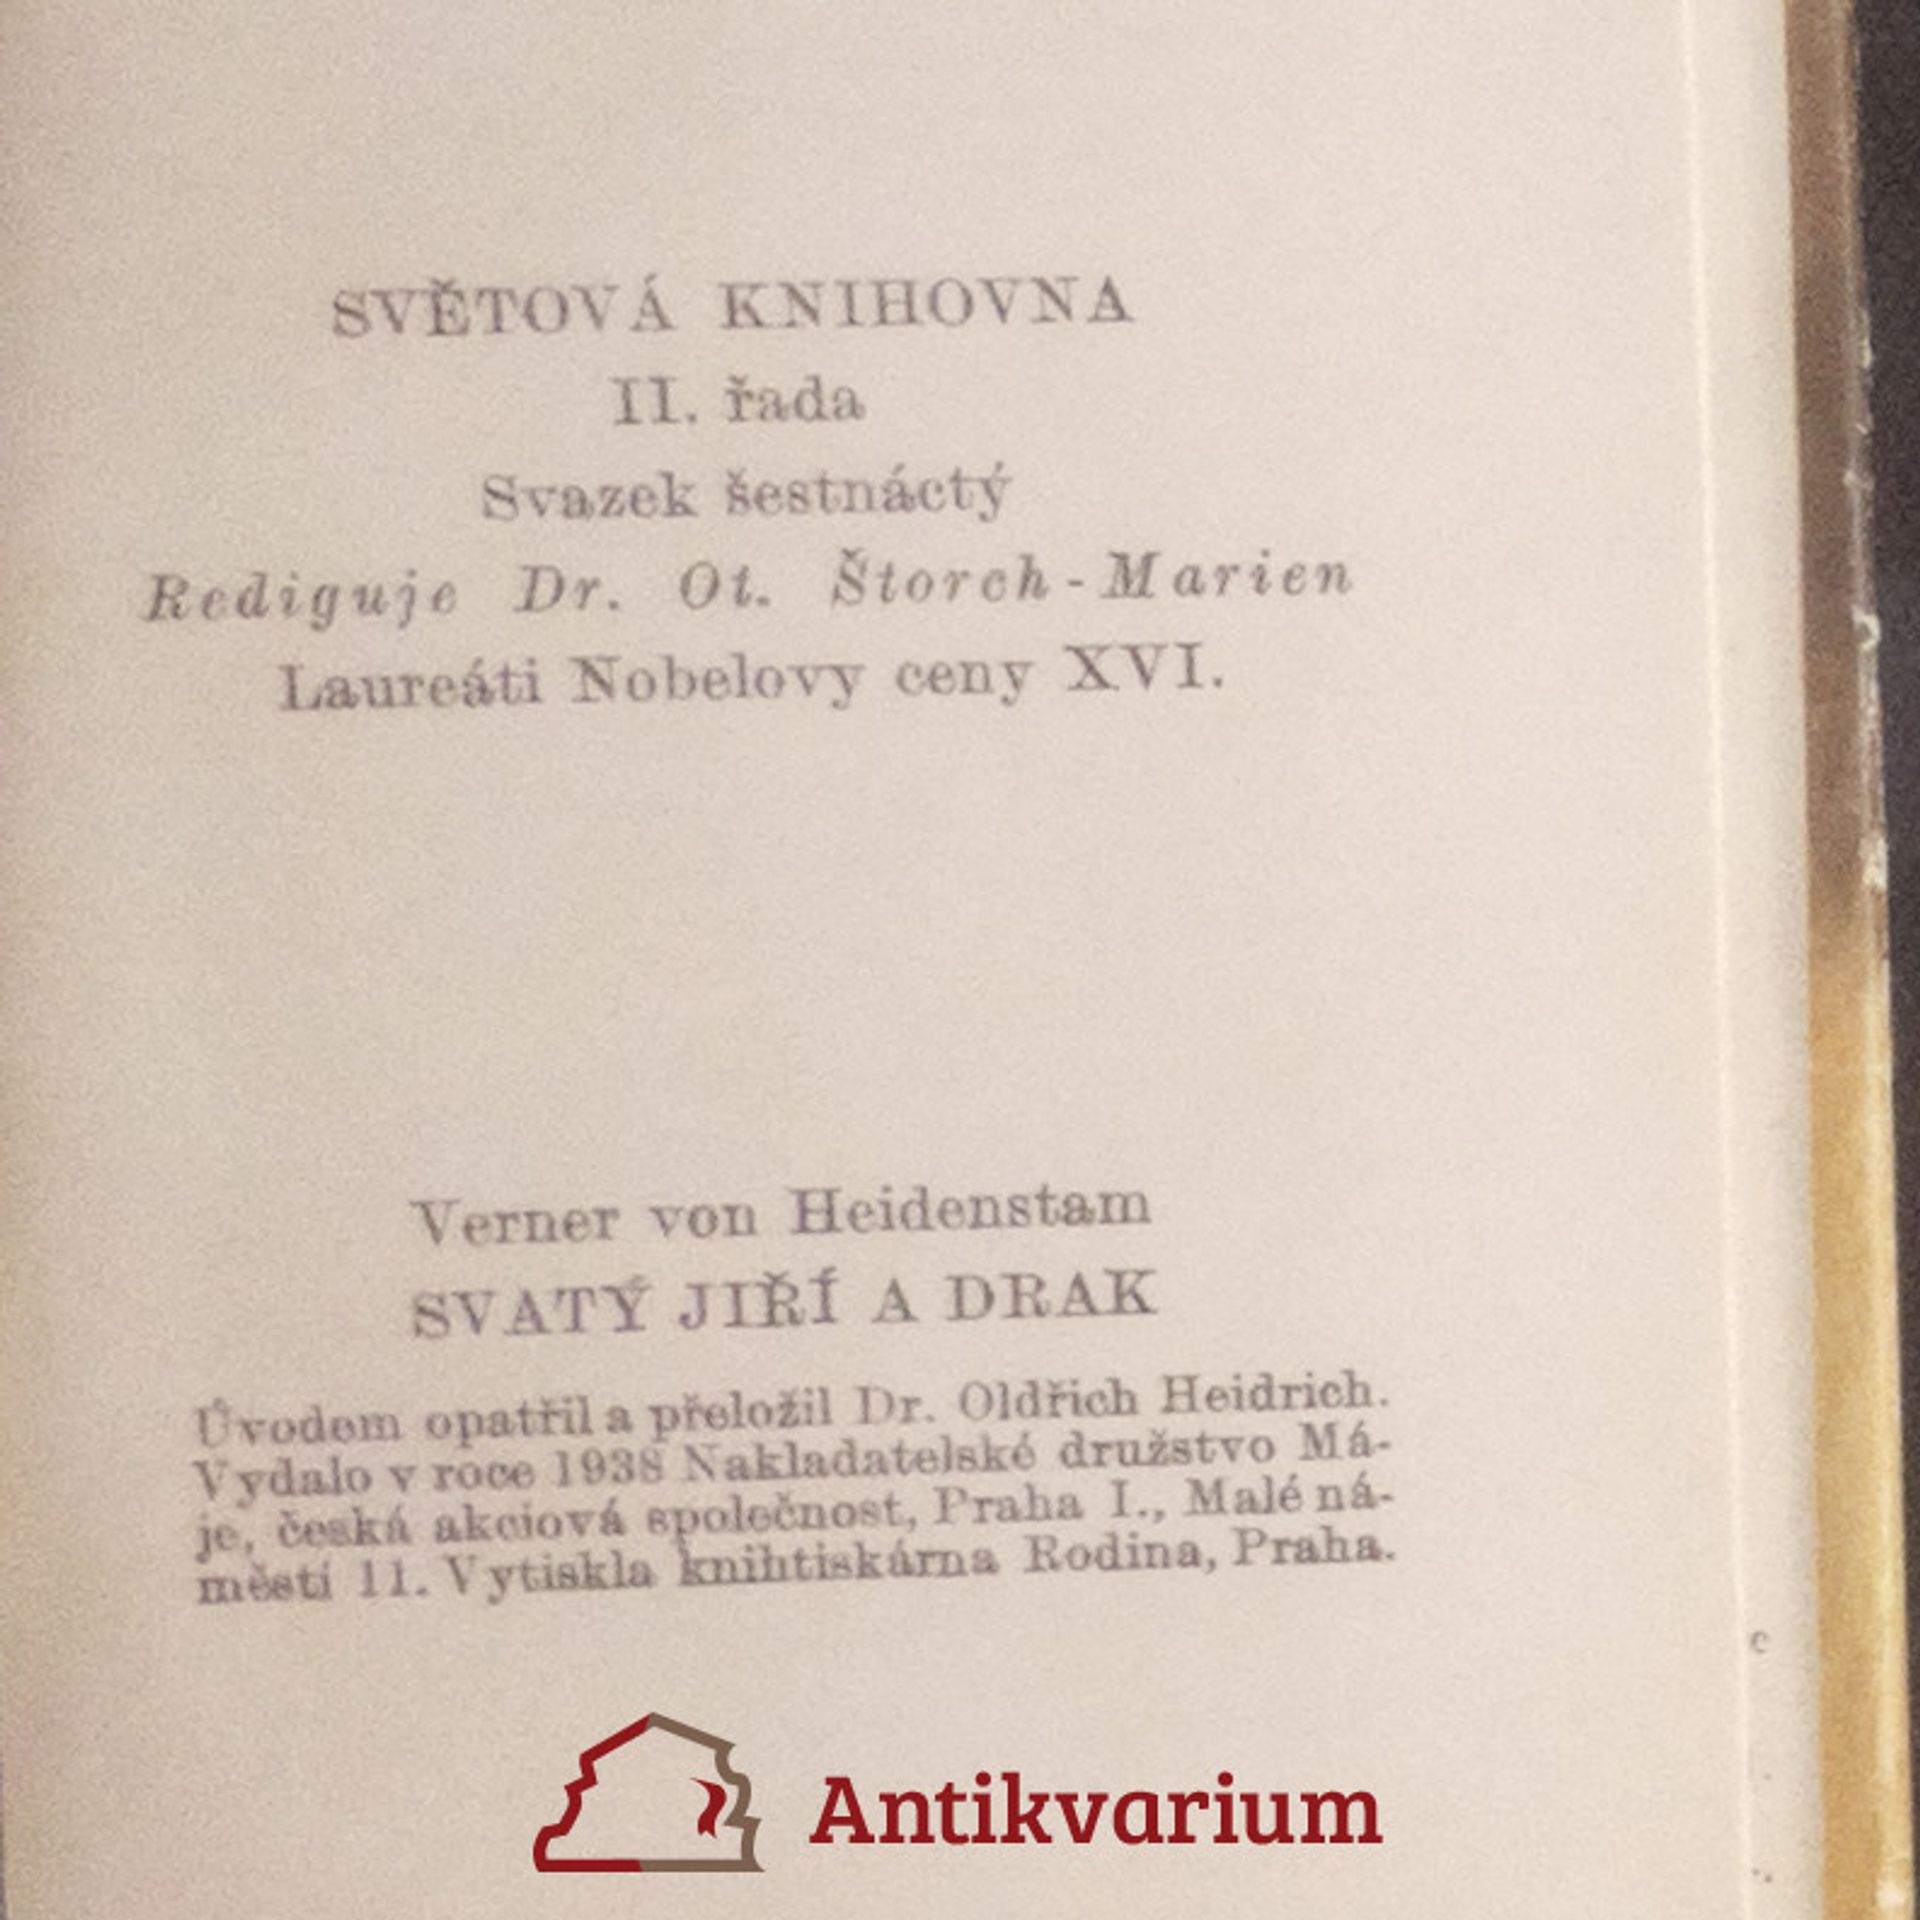 SVĚTOVÁ KNIHOVNA
II. řada
Svazek šestnáctý
Rediguje Dr. Ot. Štorch-Marien
Laureáti Nobelovy ceny XVI.
Verner von Heidenstam
SVATÝ JIŘÍ A DRAK
Úvodem opatřil a přeložil Dr. Oldřich Heidrich.
Vydalo v roce 1938 Nakladatelské družstvo Má-
je, česká akciová společnost, Praha I., Malé ná-
městí 11. Vytiskla knihtiskárna Rodina, Praha.
Antikvarium